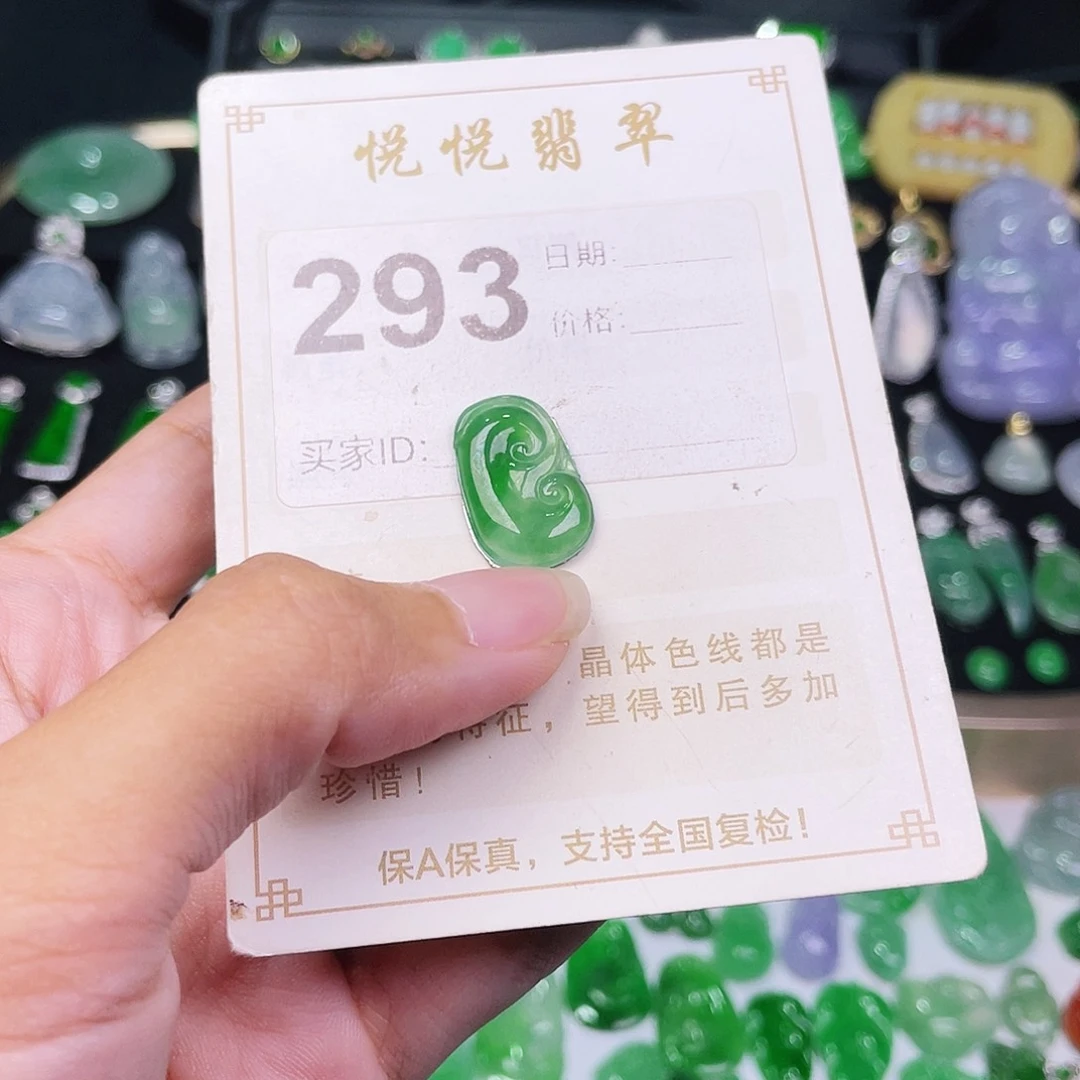 悦悦翡翠
293
日期:
价格:
买家ID:
晶体色线都是
特征，望得到后多加
珍惜！
保A保真，支持全国复检！